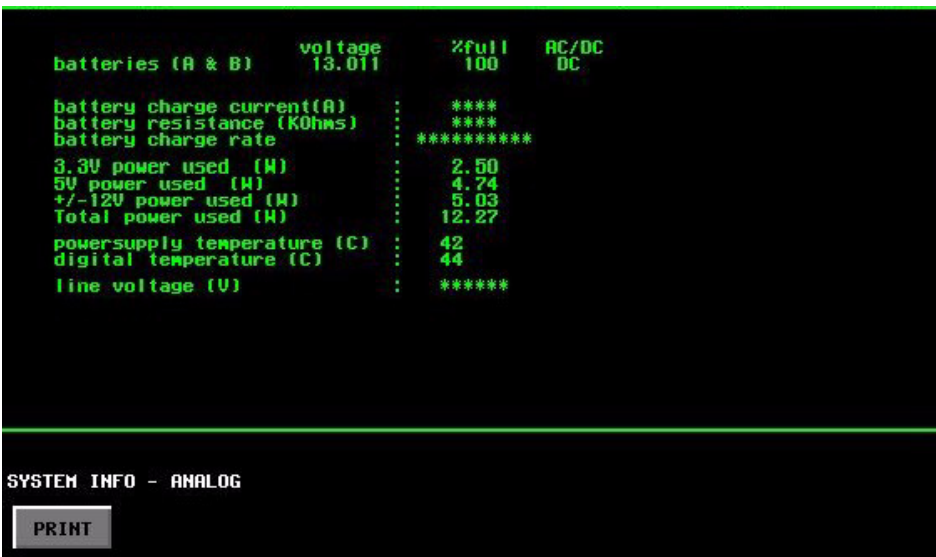 voltage %full AC/DC
batteries (A & B) 13.011 100 DC
battery charge current(A) : ****
battery resistance (KOhms) : ****
battery charge rate : **********
3.3V power used (W) : 2.50
5V power used (W) : 4.74
+/-12V power used (W) : 5.03
Total power used (W) : 12.27
powersupply temperature (C) : 42
digital temperature (C) : 44
line voltage (V) : ******
SYSTEM INFO - ANALOG
PRINT